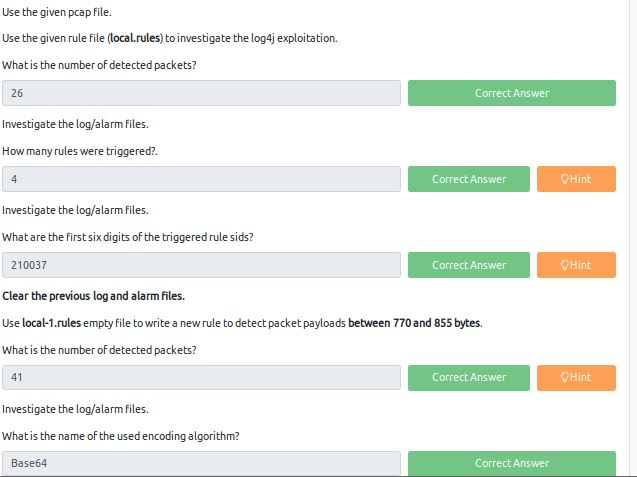 Use the given pcap file.
Use the given rule file (local.rules) to investigate the log4j exploitation.
What is the number of detected packets?
26
Correct Answer
Investigate the log/alarm files.
How many rules were triggered?.
4
Correct Answer
Hint
Investigate the log/alarm files.
What are the first six digits of the triggered rule sids?
210037
Correct Answer
Hint
Clear the previous log and alarm files.
Use local-1.rules empty file to write a new rule to detect packet payloads between 770 and 855 bytes.
What is the number of detected packets?
41
Correct Answer
Hint
Investigate the log/alarm files.
What is the name of the used encoding algorithm?
Base64
Correct Answer